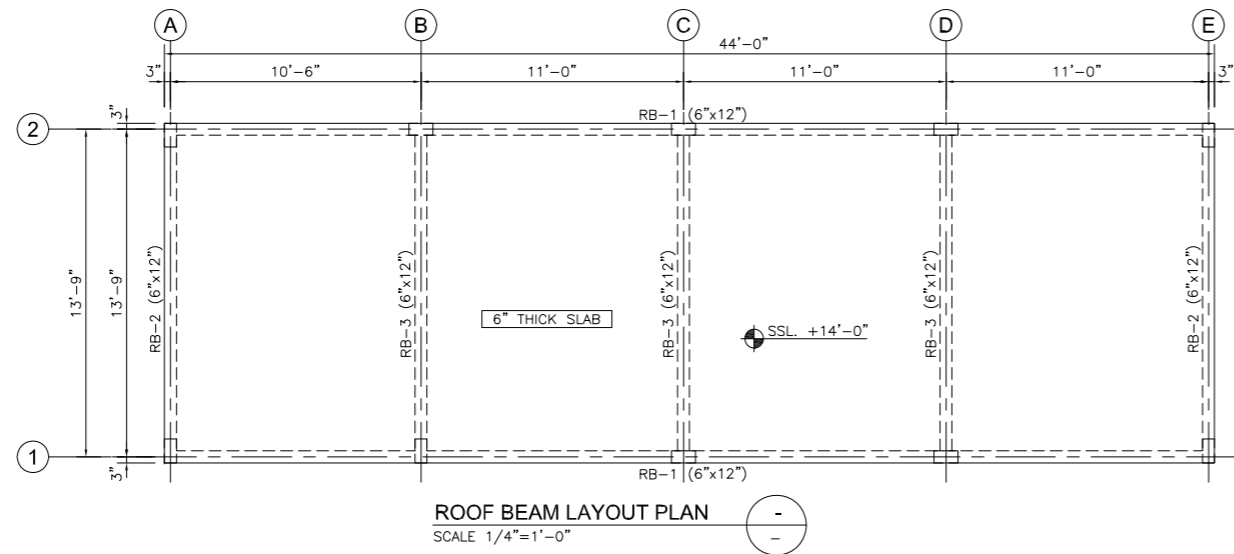 A
B
C
D
E
44'-0"
3"
10'-6"
11'-0"
11'-0"
11'-0"
3"
3"
RB-1 (6"x12")
2
13'-9"
13'-9"
RB-2 (6"x12")
RB-3 (6"x12")
6" THICK SLAB
RB-3 (6"x12")
SSL. +14'-0"
RB-3 (6"x12")
RB-2 (6"x12")
1
3"
RB-1 (6"x12")
ROOF BEAM LAYOUT PLAN
-
SCALE 1/4"=1'-0"
-